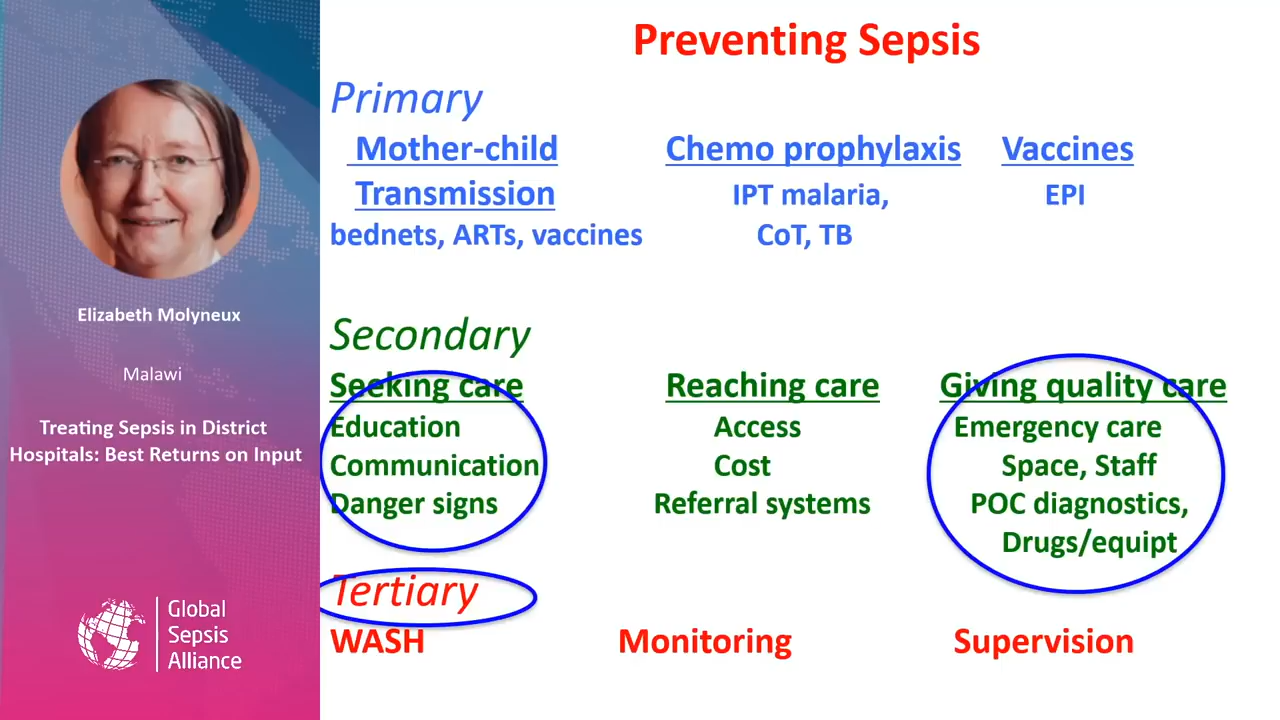 Elizabeth Molyneux
Malawi
Treating Sepsis in District
Hospitals: Best Returns on Input
Global
Sepsis
Alliance
Preventing Sepsis
Primary
Mother-child
Transmission
bednets, ARTs, vaccines
Chemo prophylaxis
IPT malaria,
CoT, TB
Vaccines
EPI
Secondary
Seeking care
Education
Communication
Danger signs
Reaching care
Access
Cost
Referral systems
Giving quality care
Emergency care
Space, Staff
POC diagnostics,
Drugs/equipt
Tertiary
WASH
Monitoring
Supervision